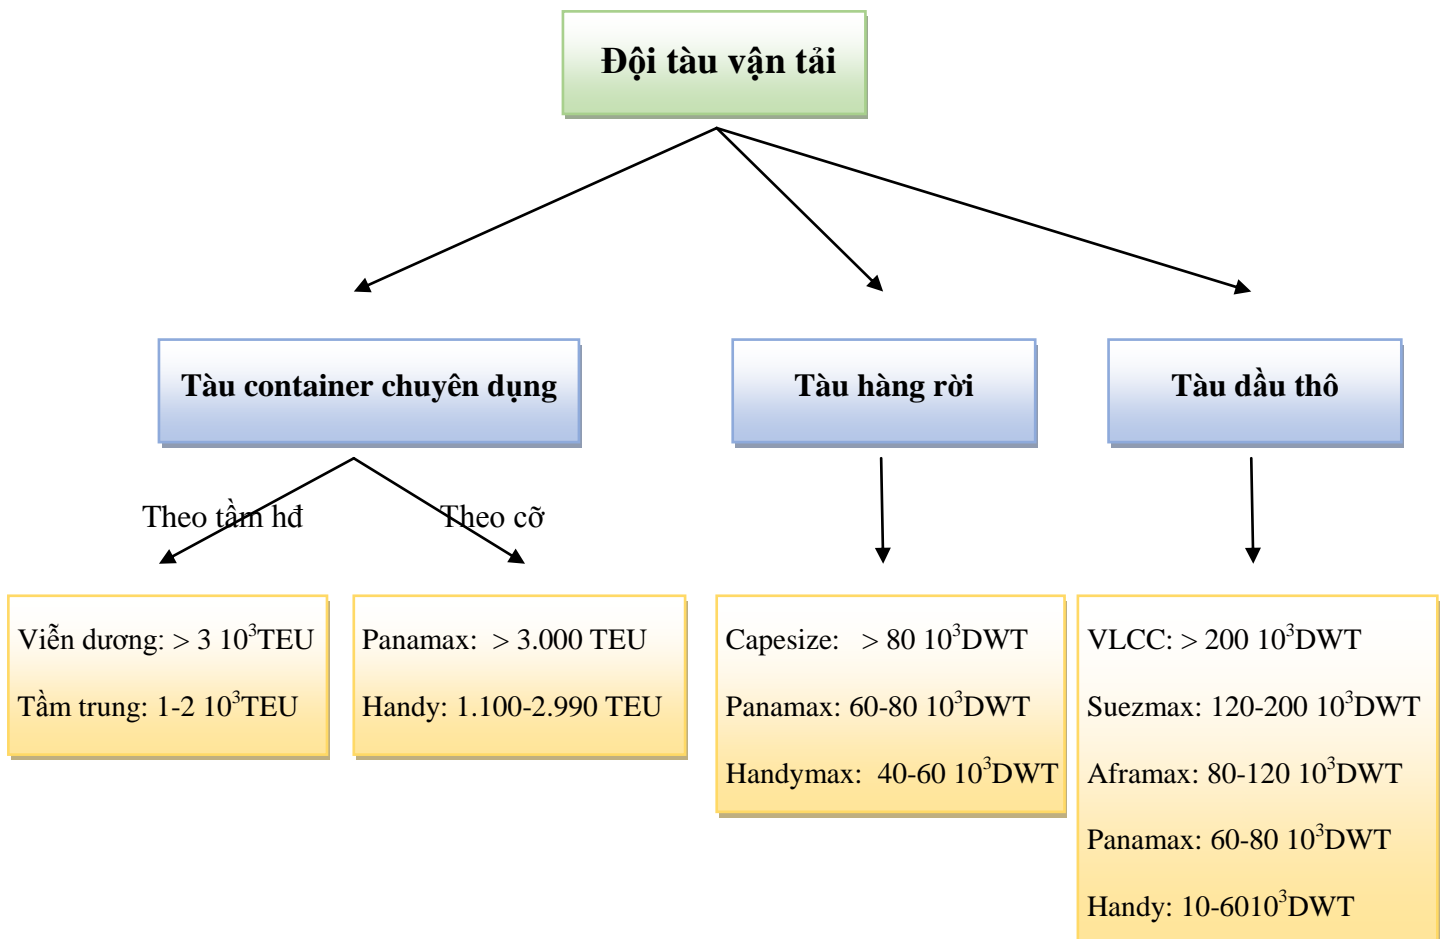 Đội tàu vận tải
Tàu container chuyên dụng
Tàu hàng rời
Tàu dầu thô
Theo tầm hđ
Theo cỡ
Viễn dương: > 3 10³TEU
Tầm trung: 1-2 10³TEU
Panamax: > 3.000 TEU
Handy: 1.100-2.990 TEU
Capesize: > 80 10³DWT
Panamax: 60-80 10³DWT
Handymax: 40-60 10³DWT
VLCC: > 200 10³DWT
Suezmax: 120-200 10³DWT
Aframax: 80-120 10³DWT
Panamax: 60-80 10³DWT
Handy: 10-6010³DWT